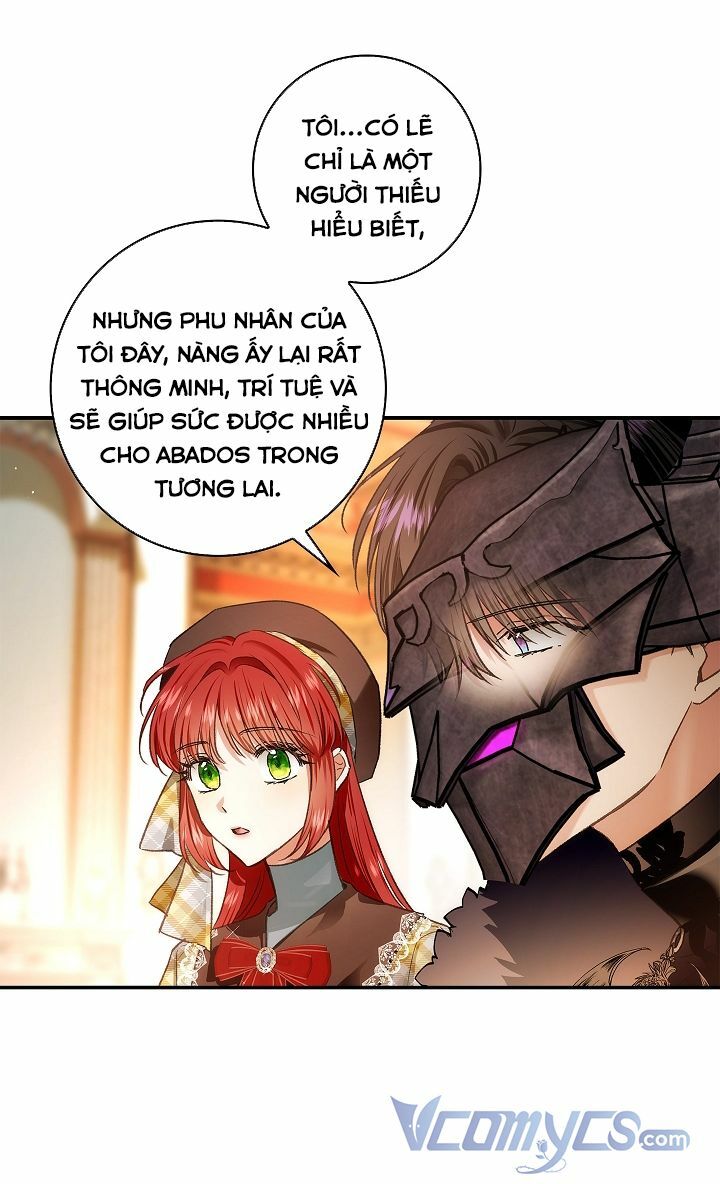 TÔI...CÓ LẼ
CHỈ LÀ MỘT
NGƯỜI THIẾU
HIỂU BIẾT,
NHƯNG PHU NHÂN CỦA
TÔI ĐÂY, NÀNG ẤY LẠI RẤT
THÔNG MINH, TRÍ TUỆ VÀ
SẼ GIÚP SỨC ĐƯỢC NHIỀU
CHO ABADOS TRONG
TƯƠNG LAI.
VCOMYCS.com